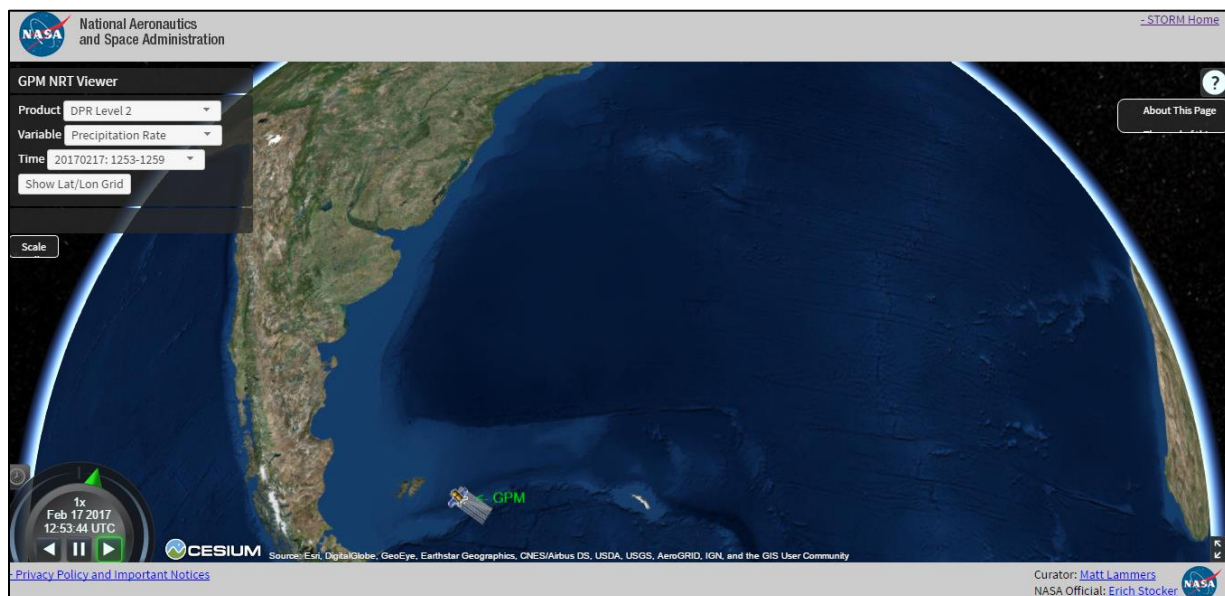 NASA
National Aeronautics
and Space Administration
- STORM Home
GPM NRT Viewer
Product DPR Level 2
Variable Precipitation Rate
Time 20170217: 1253-1259
Show Lat/Lon Grid
?
About This Page
Scale
GPM
1x
Feb 17 2017
12:53:44 UTC
CESIUM
Source: Esri, DigitalGlobe, GeoEye, Earthstar Geographics, CNES/Airbus DS, USDA, USGS, AeroGRID, IGN, and the GIS User Community
- Privacy Policy and Important Notices
Curator: Matt Lammers
NASA Official: Erich Stocker
NASA